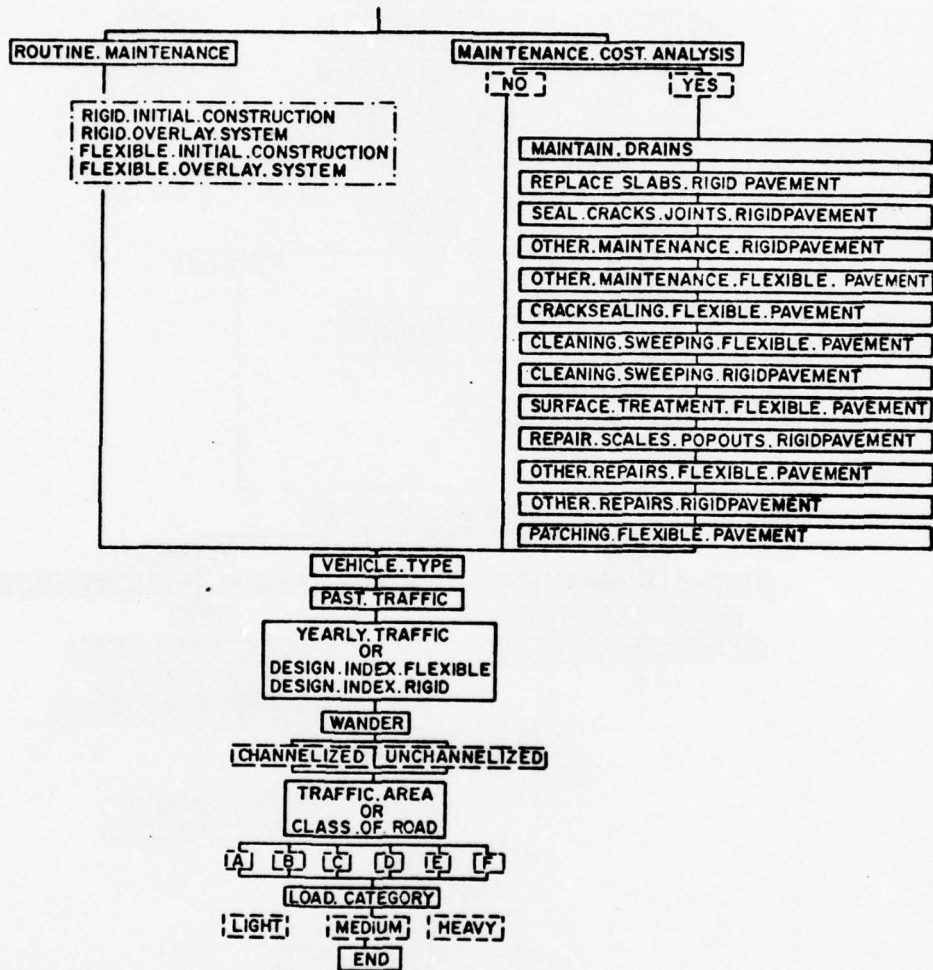 ROUTINE.MAINTENANCE
MAINTENANCE.COST.ANALYSIS
NO
YES
RIGID.INITIAL.CONSTRUCTION
RIGID.OVERLAY.SYSTEM
FLEXIBLE.INITIAL.CONSTRUCTION
FLEXIBLE.OVERLAY.SYSTEM
MAINTAIN.DRAINS
REPLACE SLABS.RIGID PAVEMENT
SEAL.CRACKS.JOINTS.RIGIDPAVEMENT
OTHER.MAINTENANCE.RIGIDPAVEMENT
OTHER.MAINTENANCE.FLEXIBLE.PAVEMENT
CRACKSEALING.FLEXIBLE.PAVEMENT
CLEANING.SWEEPING.FLEXIBLE.PAVEMENT
CLEANING.SWEEPING.RIGIDPAVEMENT
SURFACE.TREATMENT.FLEXIBLE.PAVEMENT
REPAIR.SCALES.POPOUTS.RIGIDPAVEMENT
OTHER.REPAIRS.FLEXIBLE.PAVEMENT
OTHER.REPAIRS.RIGIDPAVEMENT
PATCHING.FLEXIBLE.PAVEMENT
VEHICLE.TYPE
PAST.TRAFFIC
YEARLY.TRAFFIC
OR
DESIGN.INDEX.FLEXIBLE
DESIGN.INDEX.RIGID
WANDER
CHANNELIZED
UNCHANNELIZED
TRAFFIC.AREA
OR
CLASS.OF.ROAD
A
B
C
D
E
F
LOAD.CATEGORY
LIGHT
MEDIUM
HEAVY
END